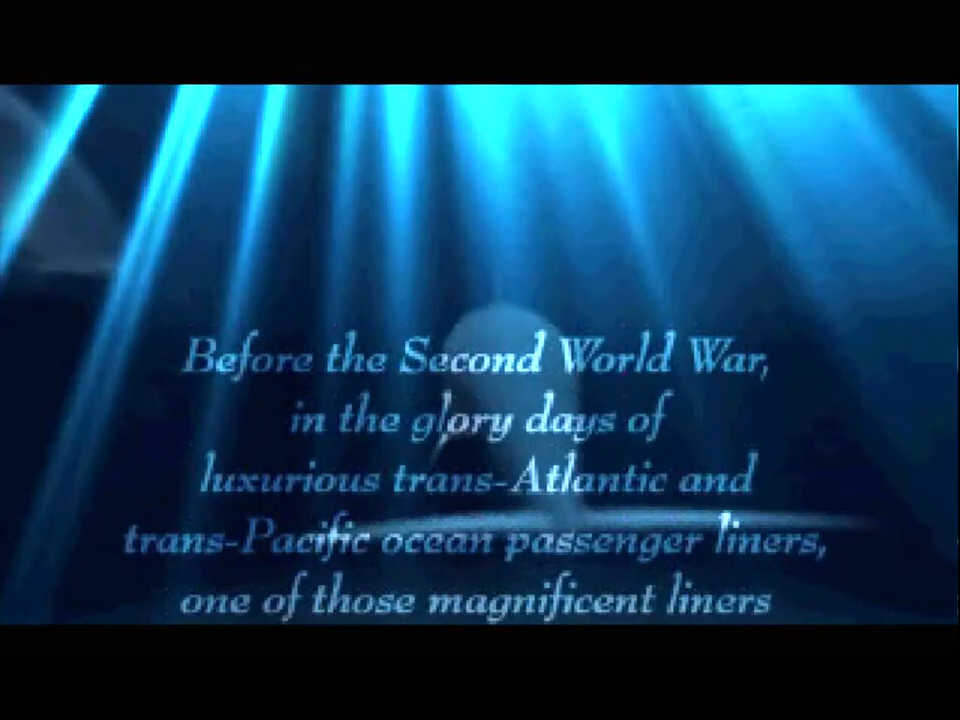 Before the Second World War,
in the glory days of
luxurious trans-Atlantic and
trans-Pacific ocean passenger liners,
one of those magnificent liners